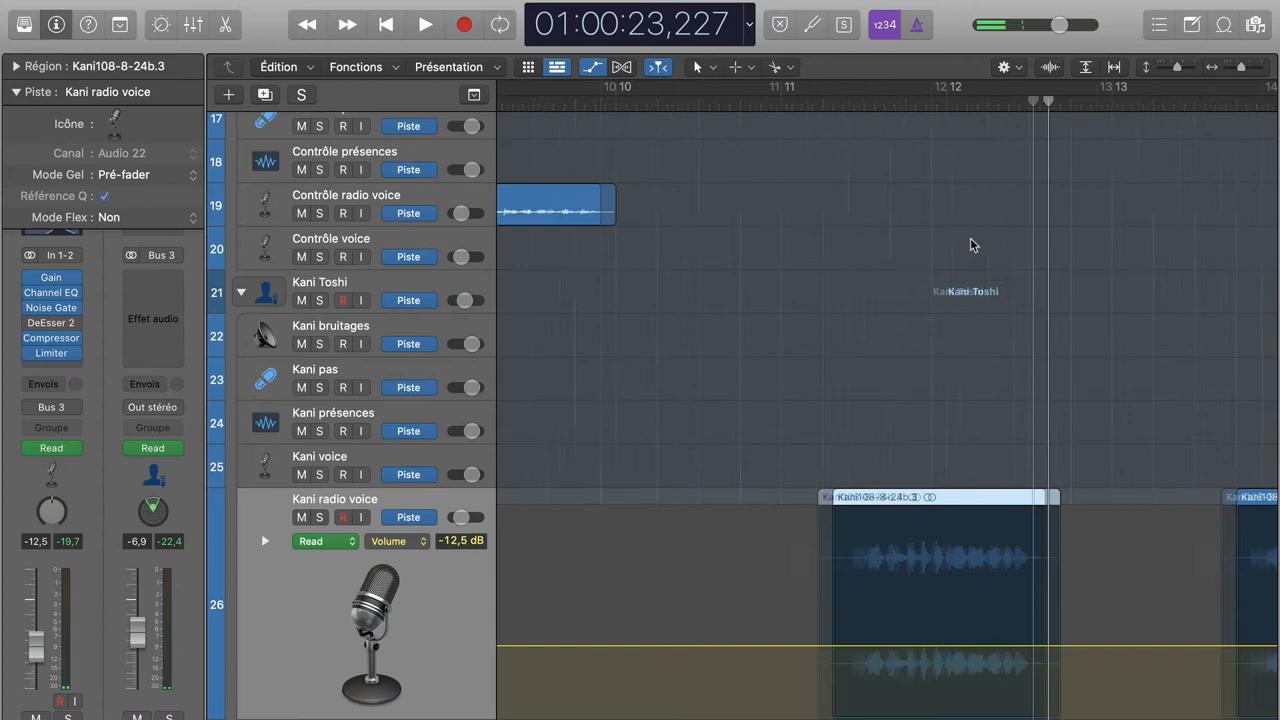 01:00:23,227
1234
Région : Kani108-8-24b.3
Édition
Fonctions
Présentation
Piste : Kani radio voice
S
10 10
11 11
12 12
13 13
14
Icône :
Canal : Audio 22
Mode Gel : Pré-fader
Référence Q :
Mode Flex : Non
17
M S R I Piste
18
Contrôle présences
M S R I Piste
19
Contrôle radio voice
M S R I Piste
20
Contrôle voice
M S R I Piste
21
Kani Toshi
M S R I Piste
Kani Toshi
22
Kani bruitages
M S R I Piste
23
Kani pas
M S R I Piste
24
Kani présences
M S R I Piste
25
Kani voice
M S R I Piste
26
Kani radio voice
M S R I Piste
Read
Volume
-12,5 dB
Kani108-8-24b.3
In 1-2
Bus 3
Gain
Channel EQ
Noise Gate
DeEsser 2
Compressor
Limiter
Effet audio
Envois
Envois
Bus 3
Out stéréo
Groupe
Groupe
Read
Read
-12,5
-19,7
-6,9
-22,4
R I
M S
M S